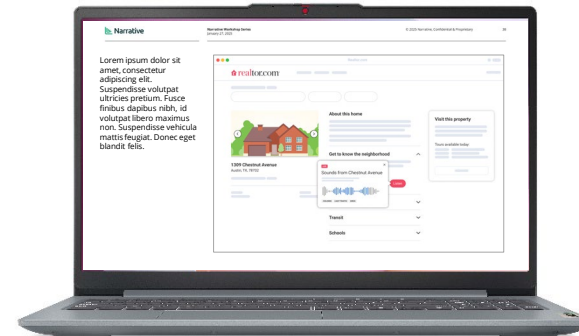 Narrative
Narrative Workshop Series
January 27, 2025
© 2025 Narrative, Confidential & Proprietary
Lorem ipsum dolor sit
amet, consectetur
adipiscing elit.
Suspendisse volutpat
ultricies pretium. Fusce
finibus dapibus nibh, id
volutpat libero maximus
non. Suspendisse vehicula
mattis feugiat. Donec eget
blandit felis.
realtor.com
1309 Chestnut Avenue
Austin, TX, 78702
About this home
Get to know the neighborhood
Sounds from Chestnut Avenue
Transit
Schools
Visit this property
Tours available today